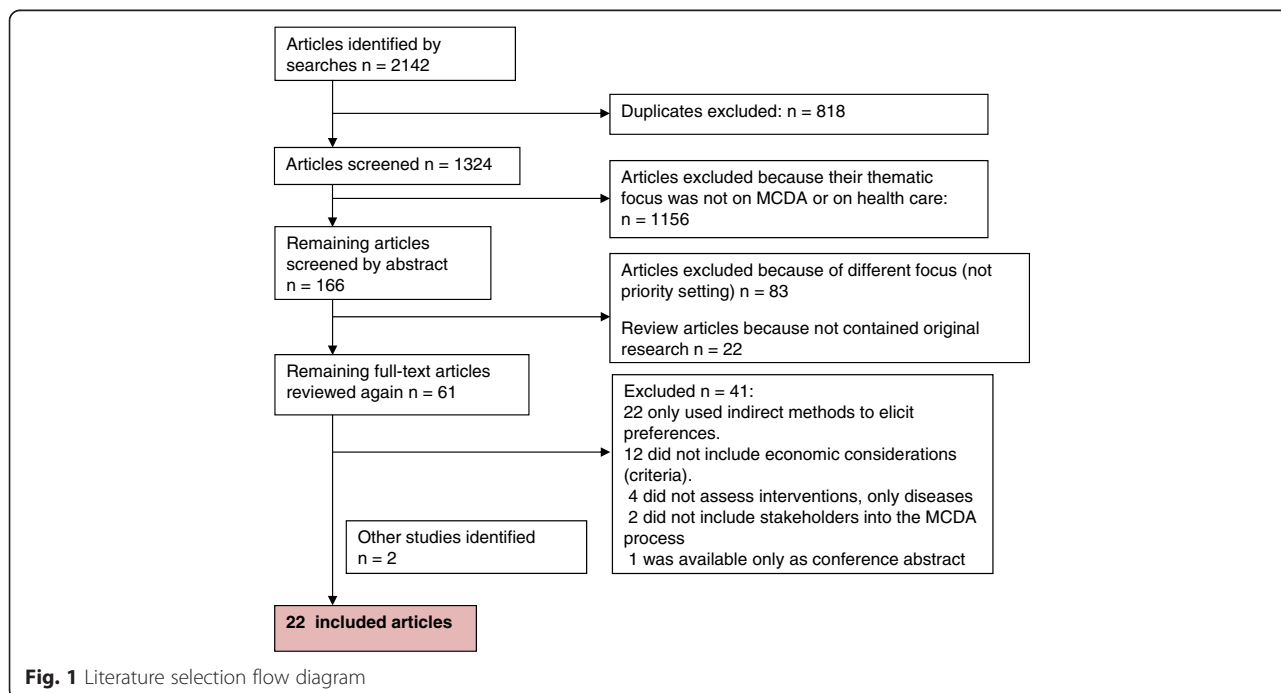 Articles identified by
searches n = 2142
Duplicates excluded: n = 818
Articles screened n = 1324
Articles excluded because their thematic
focus was not on MCDA or on health care:
n = 1156
Remaining articles
screened by abstract
n = 166
Articles excluded because of different focus (not
priority setting) n = 83
Review articles because not contained original
research n = 22
Remaining full-text articles
reviewed again n = 61
Excluded n = 41:
22 only used indirect methods to elicit
preferences.
12 did not include economic considerations
(criteria).
4 did not assess interventions, only diseases
2 did not include stakeholders into the MCDA
process
1 was available only as conference abstract
Other studies identified
n = 2
22 included articles
Fig. 1 Literature selection flow diagram